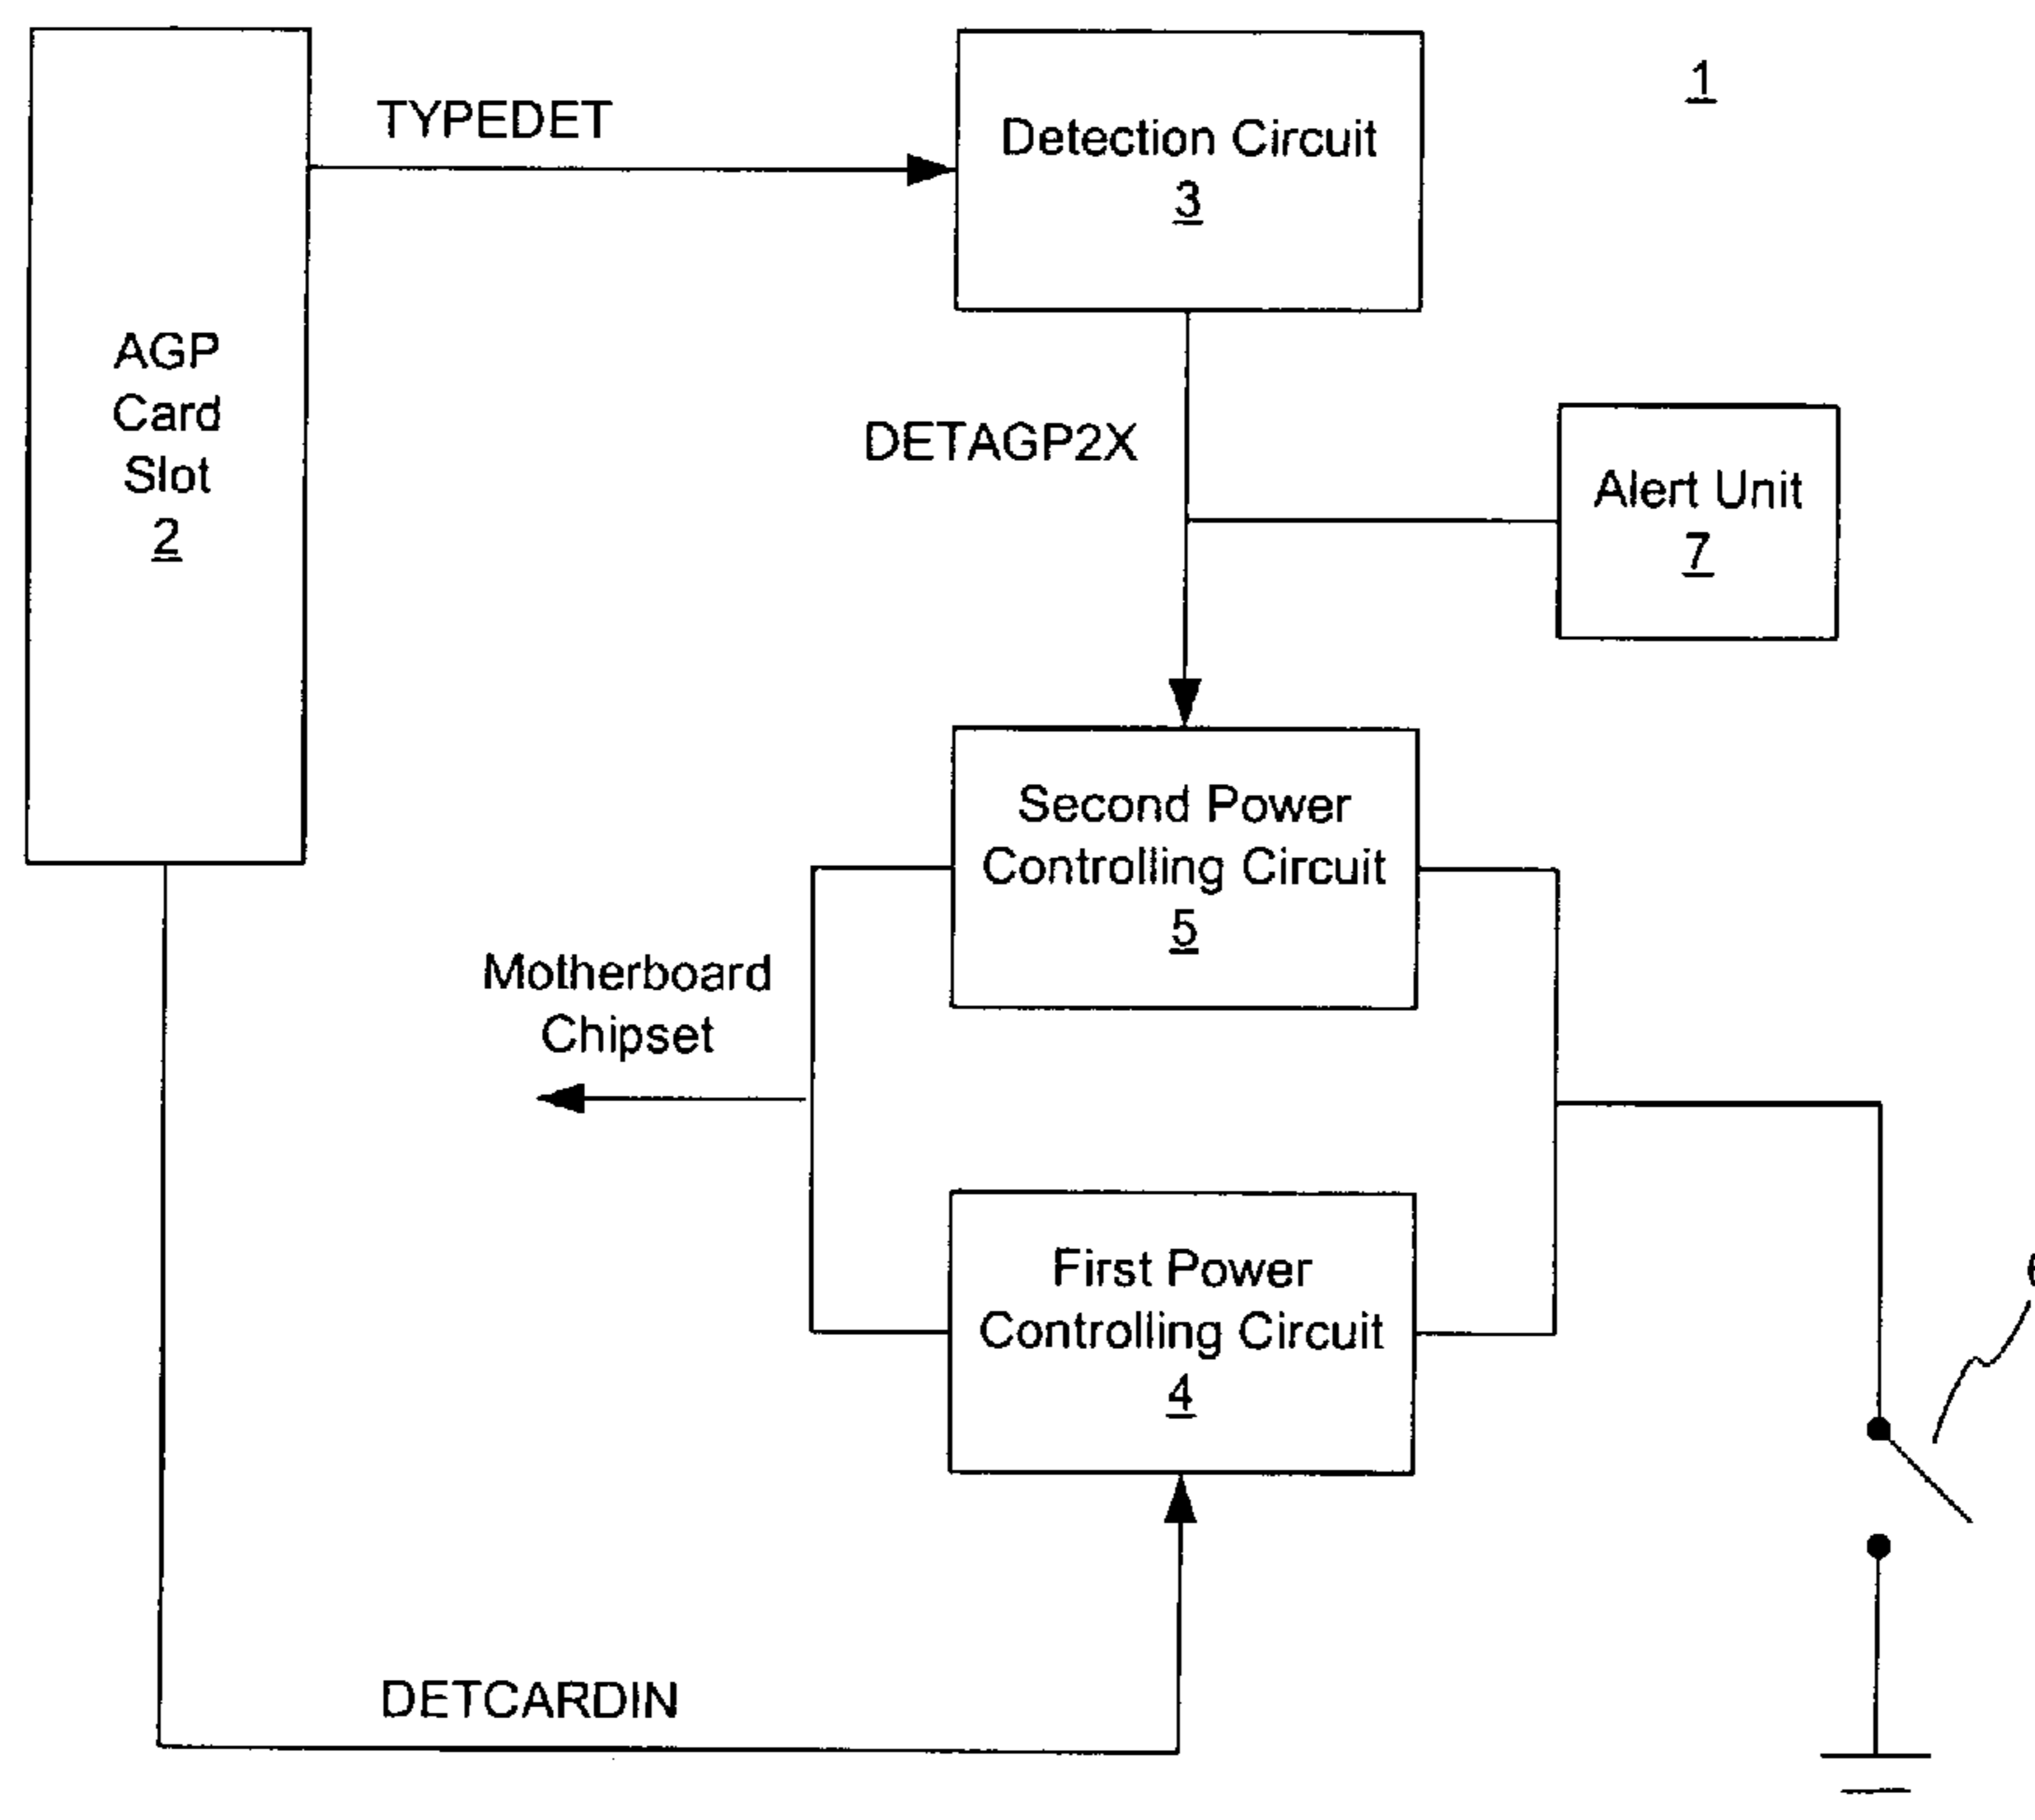 1
TYPEDET
Detection Circuit
3
AGP
Card
Slot
2
DETAGP2X
Alert Unit
7
Second Power
Controlling Circuit
5
Motherboard
Chipset
First Power
Controlling Circuit
4
DETCARDIN